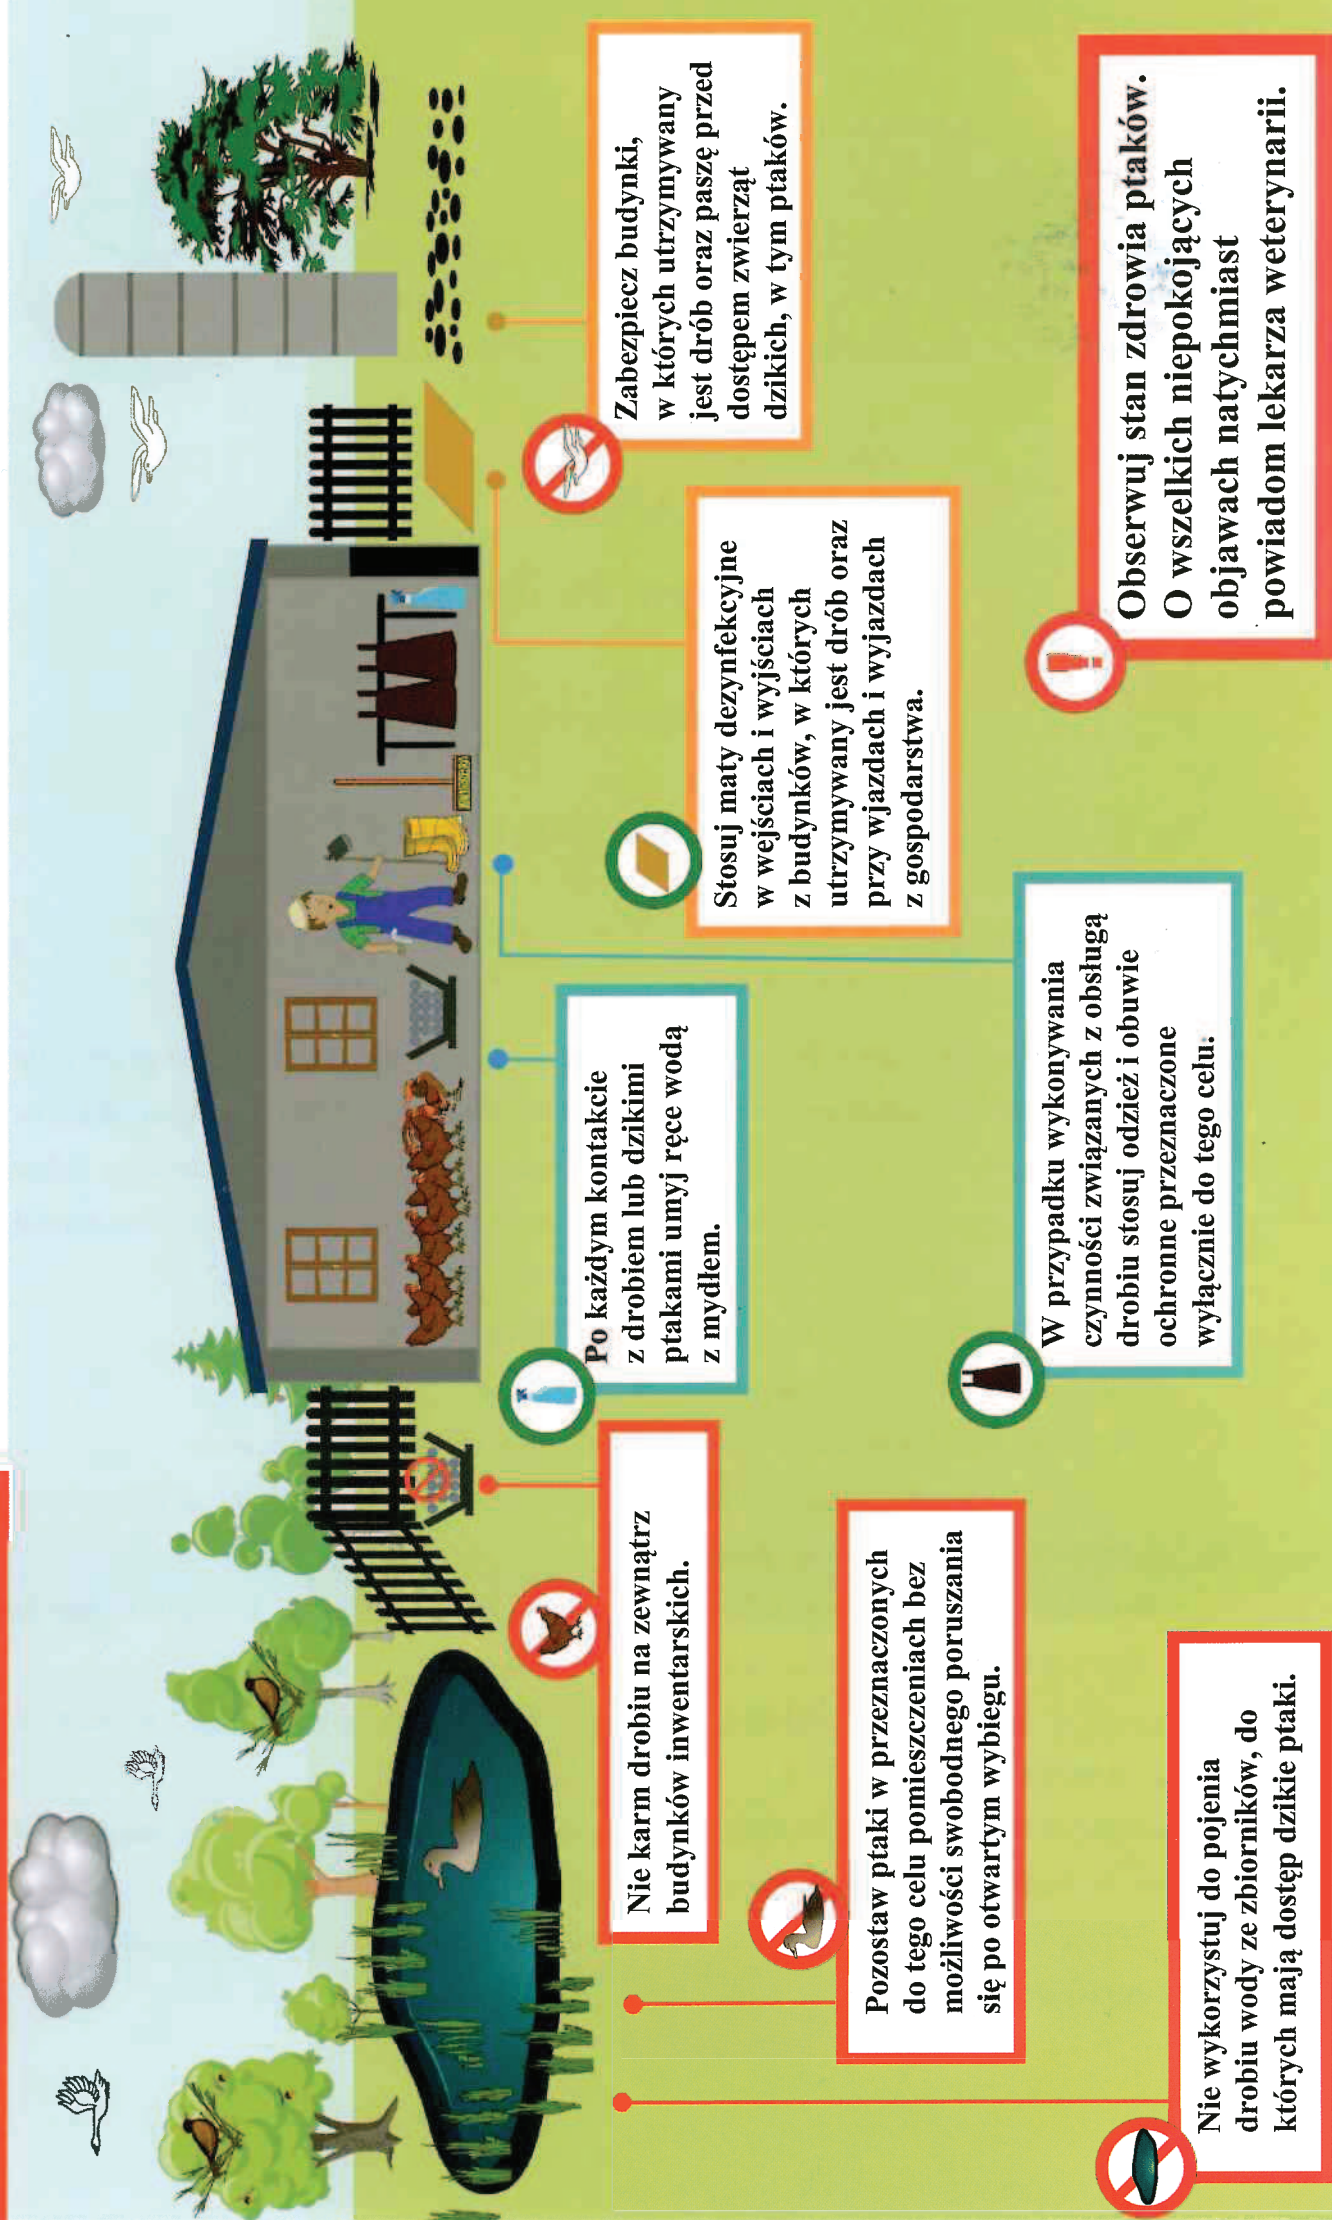 Nie karm drobiu na zewnątrz
budynków inwentarskich.
Pozostaw ptaki w przeznaczonych
do tego celu pomieszczeniach bez
możliwości swobodnego poruszania
się po otwartym wybiegu.
Nie wykorzystuj do pojenia
drobiu wody ze zbiorników, do
których mają dostęp dzikie ptaki.
Po każdym kontakcie
z drobiem lub dzikimi
ptakami umyj ręce wodą
z mydłem.
W przypadku wykonywania
czynności związanych z obsługą
drobiu stosuj odzież i obuwie
ochronne przeznaczone
wyłącznie do tego celu.
Stosuj maty dezynfekcyjne
w wejściach i wyjściach
z budynków, w których
utrzymywany jest drób oraz
przy wjazdach i wyjazdach
z gospodarstwa.
Zabezpiecz budynki,
w których utrzymywany
jest drób oraz paszę przed
dostępem zwierząt
dzikich, w tym ptaków.
Obserwuj stan zdrowia ptaków.
O wszelkich niepokojących
objawach natychmiast
powiadom lekarza weterynarii.